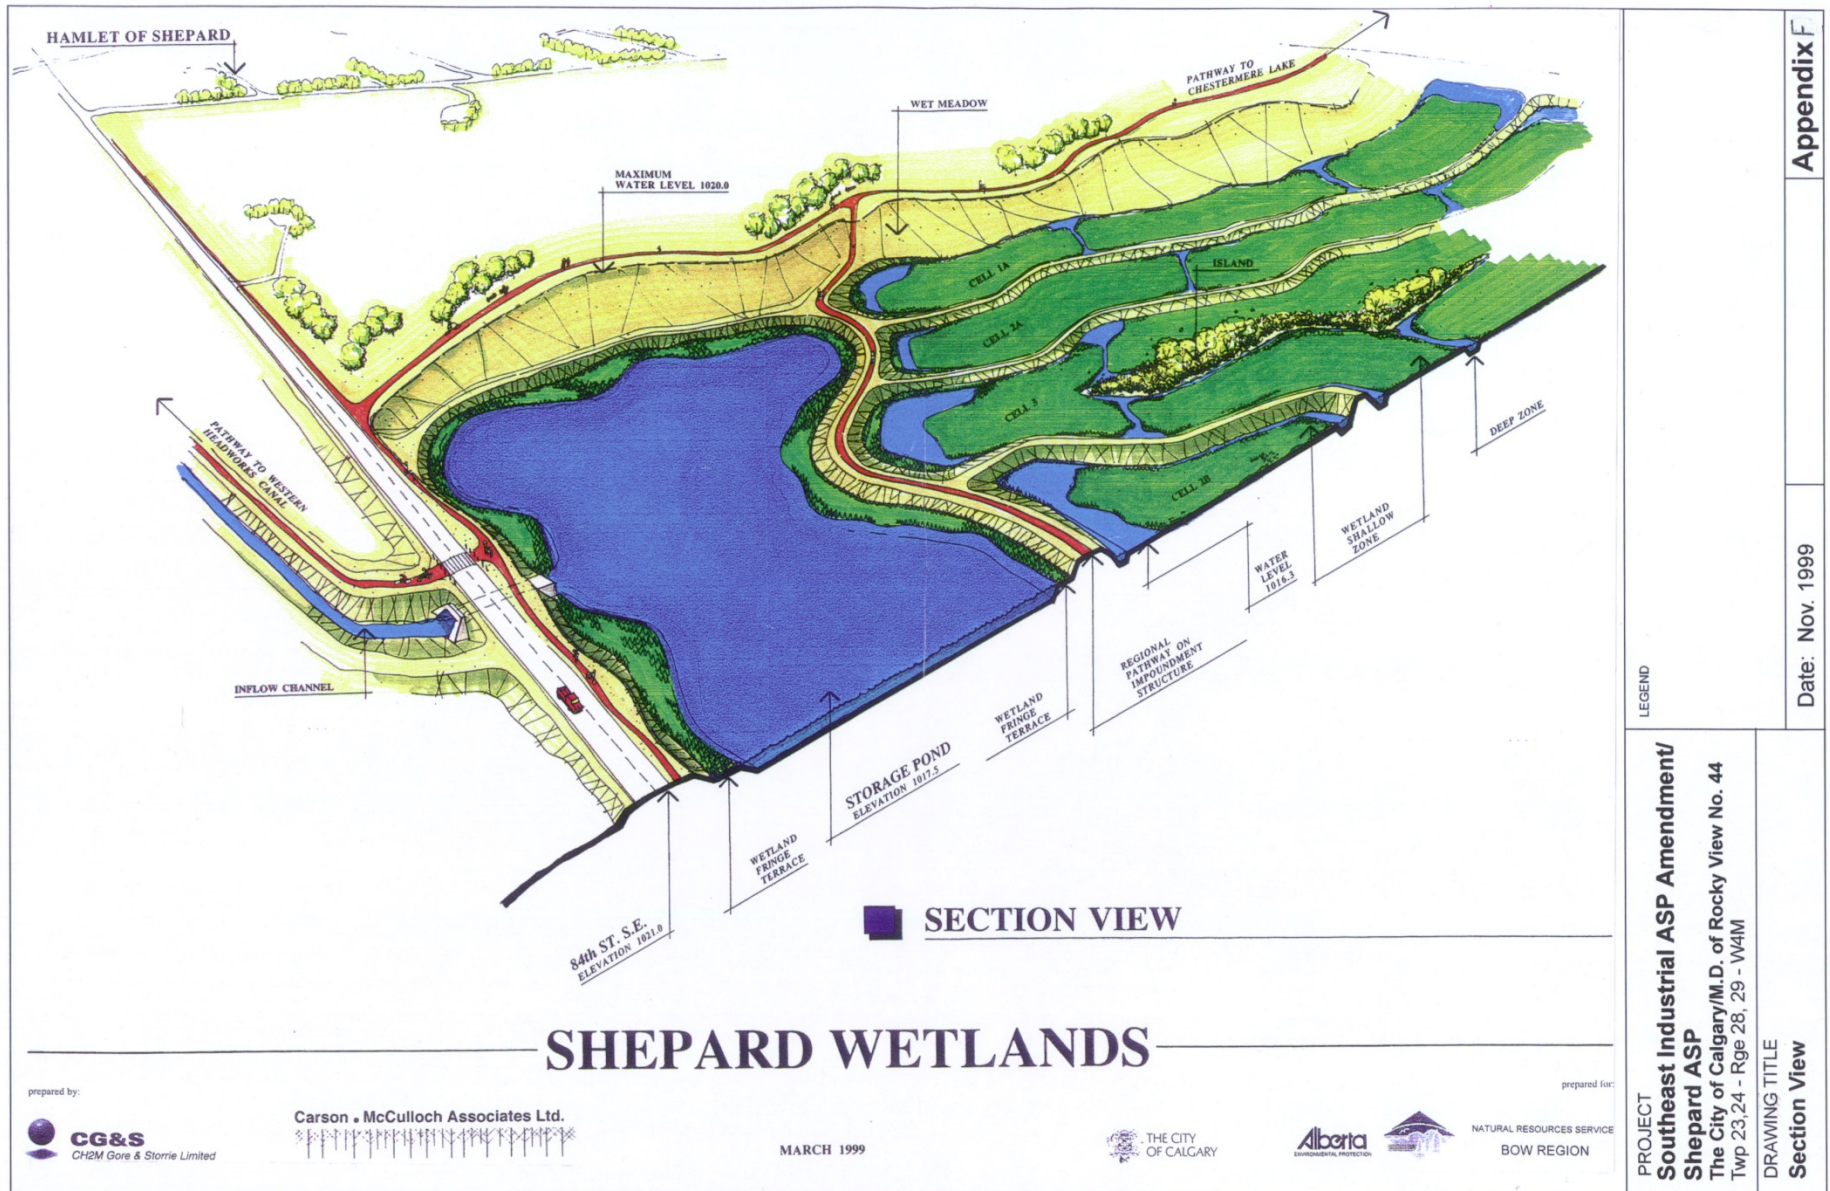 HAMLET OF SHEPARD
PATHWAY TO
CHESTERMERE LAKE
WET MEADOW
MAXIMUM
WATER LEVEL 1020.0
CELL 1A
ISLAND
CELL 2A
CELL 3
CELL 2B
DEEP ZONE
PATHWAY TO WESTERN
HEADWORKS CANAL
WETLAND
SHALLOW
ZONE
WATER
LEVEL
1016.3
REGIONAL
PATHWAY ON
IMPOUNDMENT
STRUCTURE
INFLOW CHANNEL
WETLAND
FRINGE
TERRACE
STORAGE POND
ELEVATION 1017.5
WETLAND
FRINGE
TERRACE
84th ST. S.E.
ELEVATION 1021.0
SECTION VIEW
SHEPARD WETLANDS
prepared by:
CG&S
CH2M Gore & Storrie Limited
Carson . McCulloch Associates Ltd.
MARCH 1999
prepared for:
THE CITY
OF CALGARY
Alberta
ENVIRONMENTAL PROTECTION
NATURAL RESOURCES SERVICE
BOW REGION
Appendix F
Date: Nov. 1999
LEGEND
PROJECT
Southeast Industrial ASP Amendment/
Shepard ASP
The City of Calgary/M.D. of Rocky View No. 44
Twp 23,24 - Rge 28, 29 - W4M
DRAWING TITLE
Section View